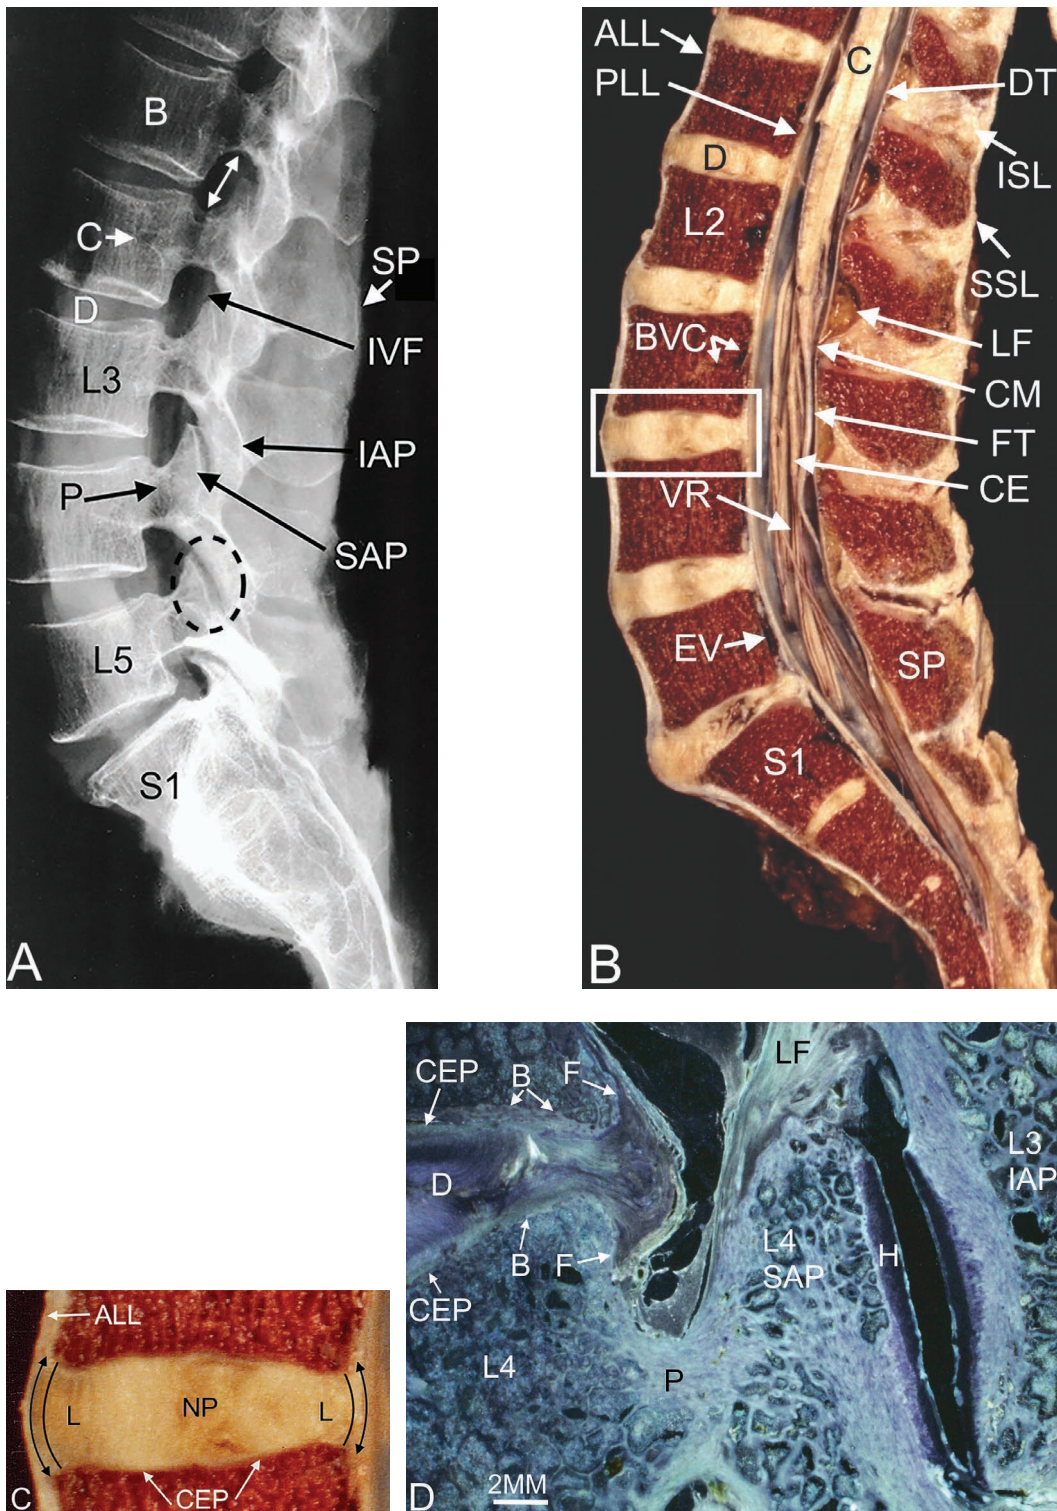 B
C
D
L3
P
L5
S1
SP
IVF
IAP
SAP
A
ALL
PLL
C
D
L2
BVC
VR
EV
S1
SP
DT
ISL
SSL
LF
CM
FT
CE
B
ALL
L
NP
L
CEP
C
CEP
B
F
LF
D
L3
IAP
B
F
L4
SAP
H
CEP
L4
P
D
2MM